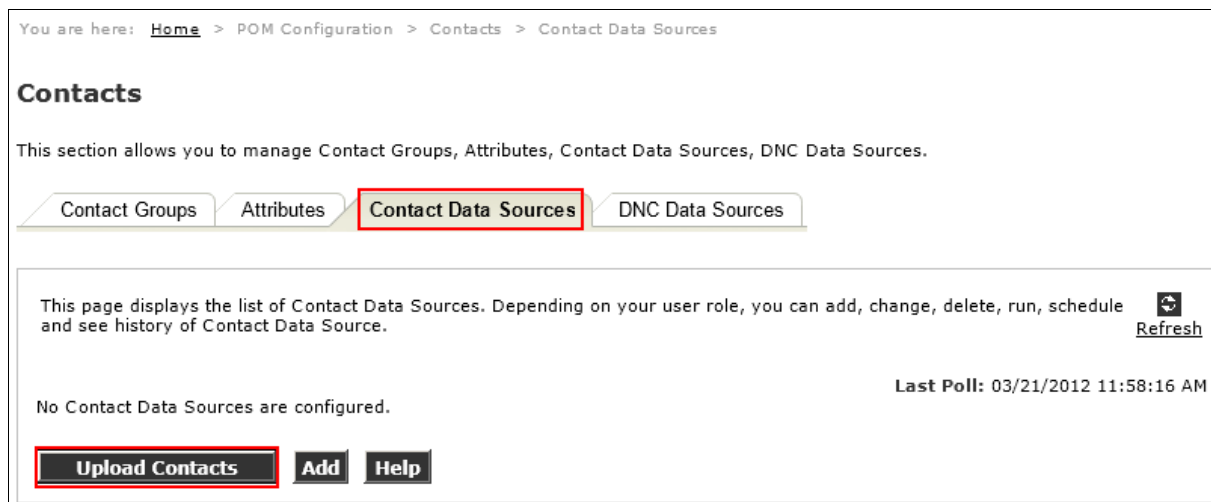 You are here: Home > POM Configuration > Contacts > Contact Data Sources
Contacts
This section allows you to manage Contact Groups, Attributes, Contact Data Sources, DNC Data Sources.
Contact Groups Attributes Contact Data Sources DNC Data Sources
This page displays the list of Contact Data Sources. Depending on your user role, you can add, change, delete, run, schedule
and see history of Contact Data Source.
Refresh
Last Poll: 03/21/2012 11:58:16 AM
No Contact Data Sources are configured.
Upload Contacts Add Help